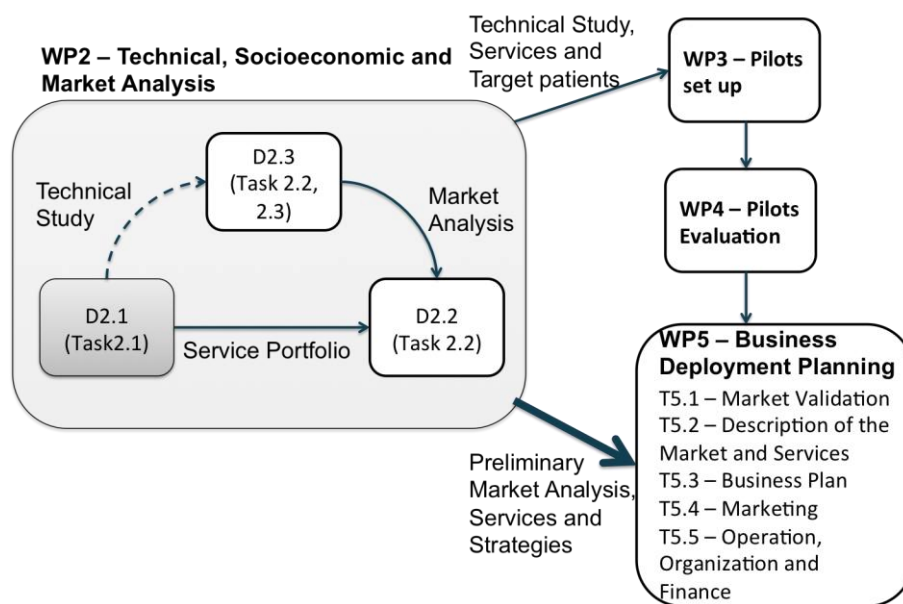 WP2 – Technical, Socioeconomic and
Market Analysis
Technical Study,
Services and
Target patients
WP3 – Pilots
set up
D2.3
(Task 2.2,
2.3)
Technical
Study
Market
Analysis
WP4 – Pilots
Evaluation
D2.1
(Task2.1)
Service Portfolio
D2.2
(Task 2.2)
Preliminary
Market Analysis,
Services and
Strategies
WP5 – Business
Deployment Planning
T5.1 – Market Validation
T5.2 – Description of the
Market and Services
T5.3 – Business Plan
T5.4 – Marketing
T5.5 – Operation,
Organization and
Finance